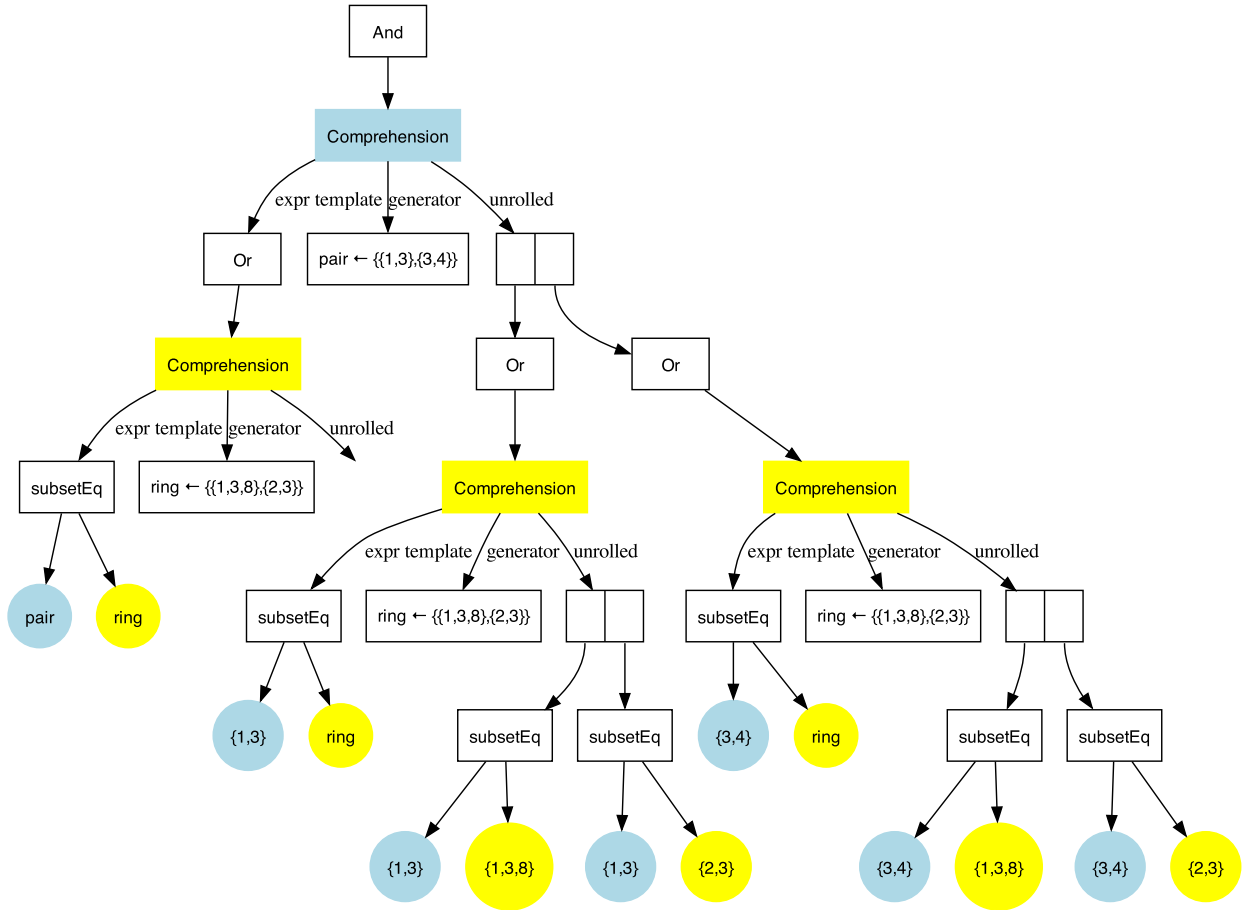 And
Comprehension
expr template
generator
unrolled
Or
pair ← {{1,3},{3,4}}
Comprehension
Or
Or
expr template
generator
unrolled
subsetEq
ring ← {{1,3,8},{2,3}}
Comprehension
Comprehension
expr template
generator
unrolled
expr template
generator
unrolled
pair
ring
subsetEq
ring ← {{1,3,8},{2,3}}
subsetEq
ring ← {{1,3,8},{2,3}}
{1,3}
ring
subsetEq
subsetEq
{3,4}
ring
subsetEq
subsetEq
{1,3}
{1,3,8}
{1,3}
{2,3}
{3,4}
{1,3,8}
{3,4}
{2,3}